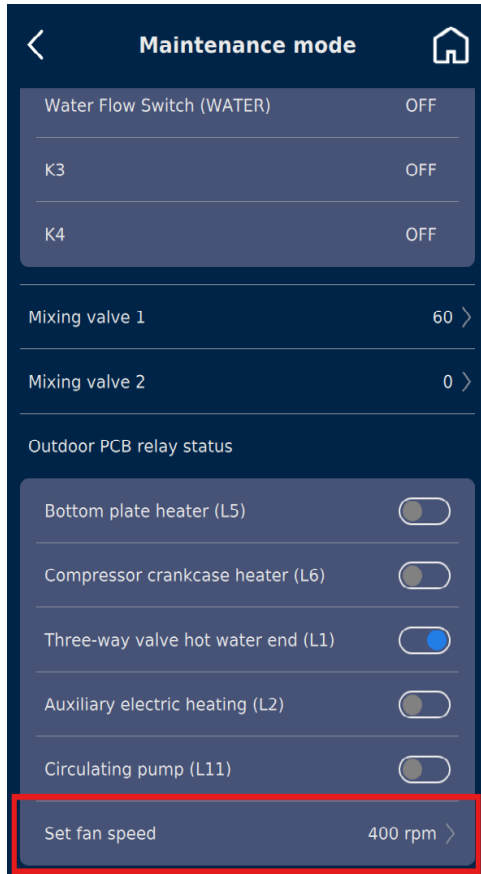 Maintenance mode
Water Flow Switch (WATER) OFF
K3 OFF
K4 OFF
Mixing valve 1 60
Mixing valve 2 0
Outdoor PCB relay status
Bottom plate heater (L5)
Compressor crankcase heater (L6)
Three-way valve hot water end (L1)
Auxiliary electric heating (L2)
Circulating pump (L11)
Set fan speed 400 rpm